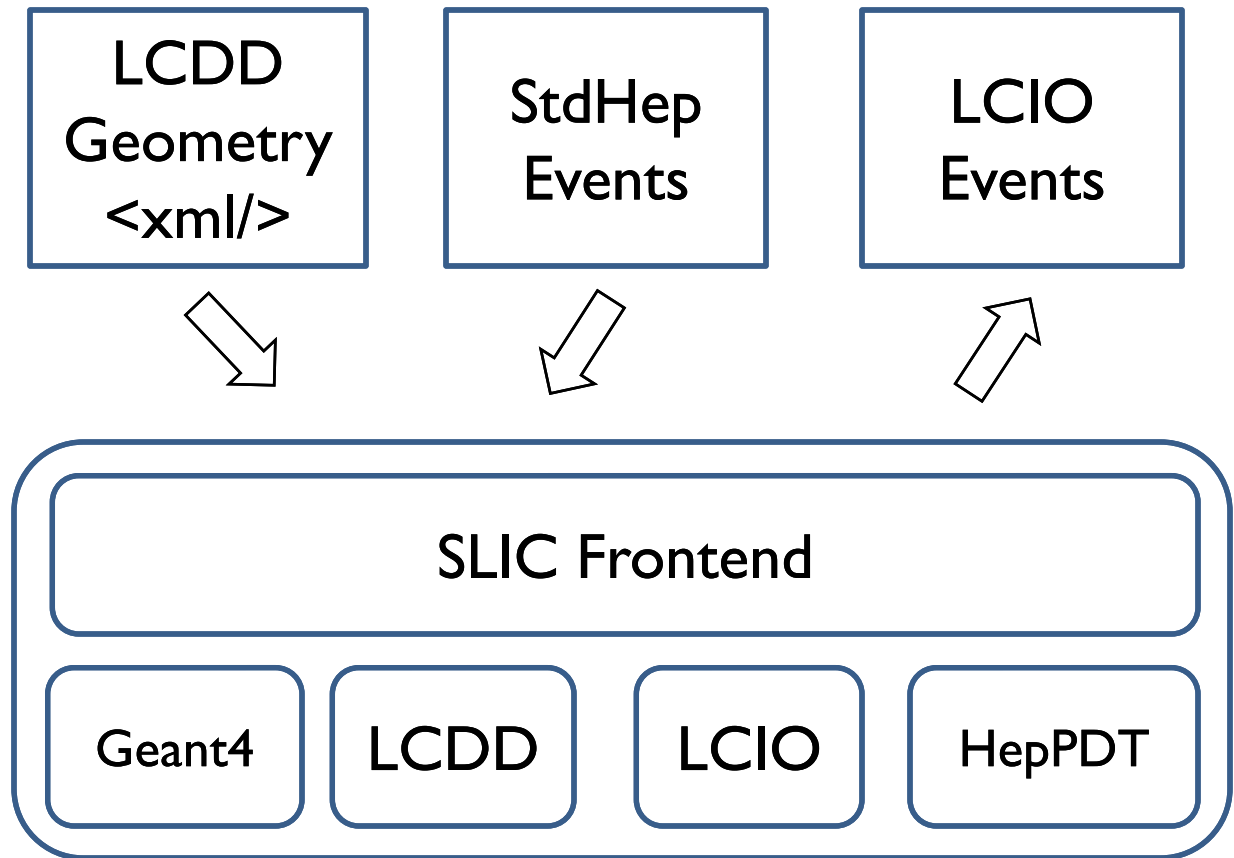 LCDD
Geometry
<xml/>
StdHep
Events
LCIO
Events
SLIC Frontend
Geant4
LCDD
LCIO
HepPDT